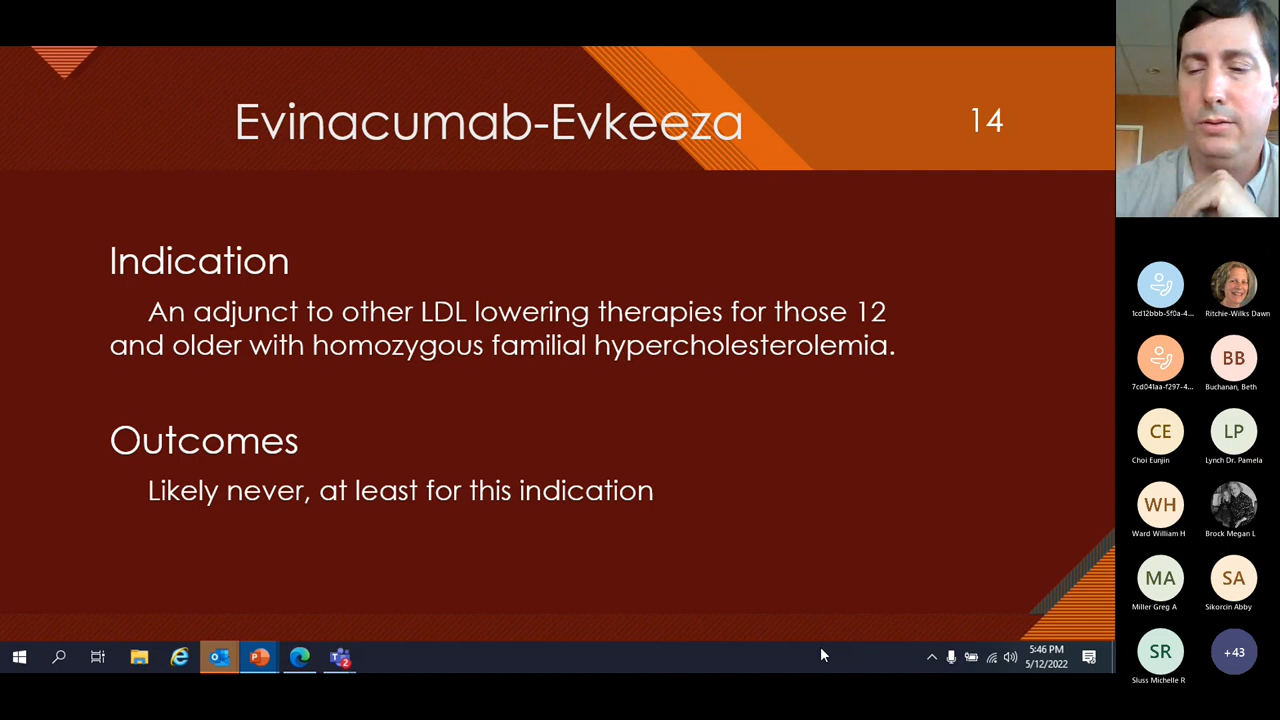 Evinacumab-Evkeeza
14
Indication
An adjunct to other LDL lowering therapies for those 12
and older with homozygous familial hypercholesterolemia.
Outcomes
Likely never, at least for this indication
1cd12bbb-5f0a-4...
Ritchie-Wilks Dawn
7cd041aa-f297-4...
BB
Buchanan, Beth
CE
Choi Eunjin
LP
Lynch Dr. Pamela
WH
Ward William H
Brock Megan L
MA
Miller Greg A
SA
Sikorcin Abby
SR
Sluss Michelle R
+43
2
5:46 PM
5/12/2022